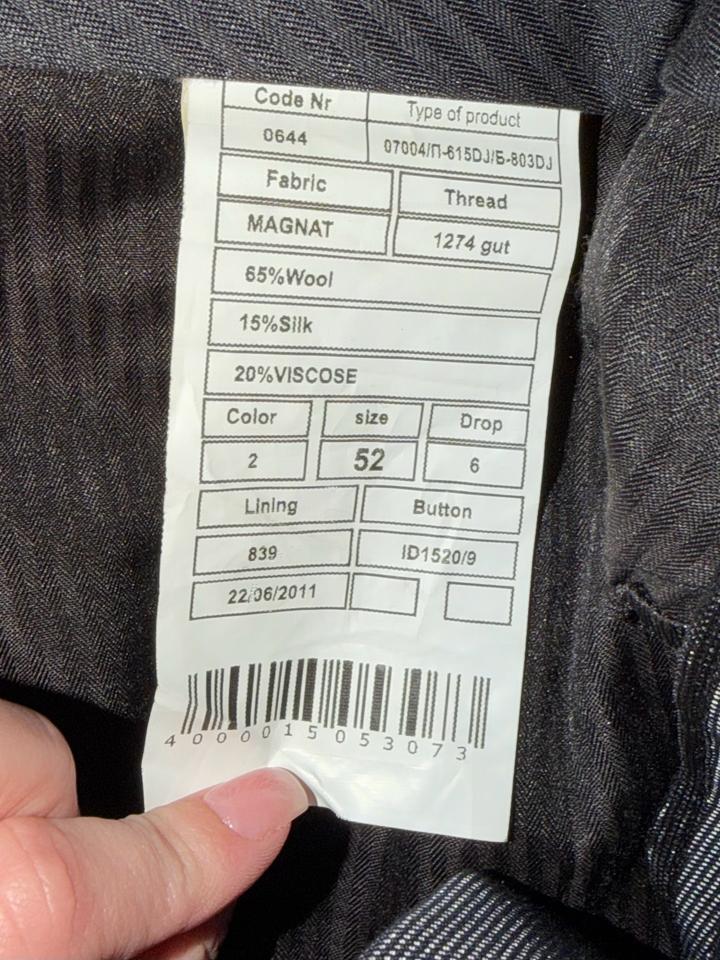 Code Nr Type of product
0644 07004/П-615DJ/Б-803DJ
Fabric Thread
MAGNAT 1274 gut
65%Wool
15%Silk
20%VISCOSE
Color size Drop
2 52 6
Lining Button
839 ID1520/9
22/06/2011
4000015053073